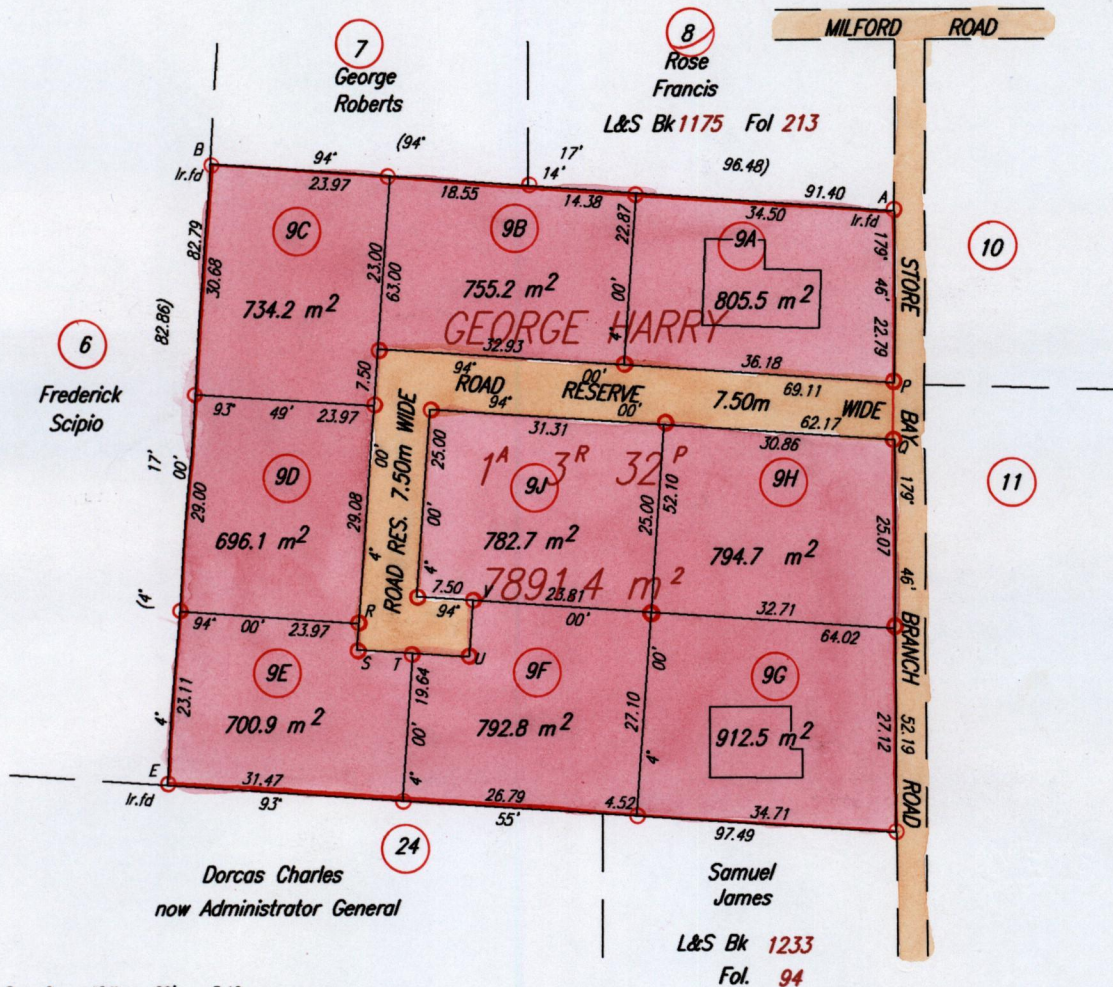 MILFORD ROAD
7
George
Roberts
8
Rose
Francis
L&S Bk 1175 Fol 213
B
Ir.fd
94°
(94°
17'
14'
96.48)
91.40
A
Ir.fd
23.97
18.55
14.38
34.50
9C
9B
9A
10
82.79
30.68
82.86)
23.00
63.00
22.87
00'
4°
179°
46'
22.79
STORE
734.2 m²
755.2 m²
805.5 m²
GEORGE HARRY
6
Frederick
Scipio
32.93
94°
00'
36.18
69.11
P
ROAD RESERVE 7.50m WIDE
7.50
94°
00'
62.17
BAY
Q
93° 49' 23.97
31.31
30.86
11
17'
00'
29.00
(4°
9D
696.1 m²
00'
29.08
4°
ROAD RES. 7.50m WIDE
25.00
00'
4°
1ᴬ 3ᴿ 32ᴾ
9J
782.7 m²
25.00
52.10
9H
794.7 m²
179°
25.07
46'
7891.4 m²
7.50
94°
V
23.81
00'
32.71
64.02
BRANCH
R
94° 00' 23.97
S
T
U
9E
700.9 m²
23.11
4°
19.64
00'
4°
9F
792.8 m²
00'
27.10
4°
9G
912.5 m²
27.12
52.19
ROAD
E
Ir.fd
31.47
93°
26.79
55'
4.52
34.71
97.49
24
Dorcas Charles
now Administrator General
Samuel
James
L&S Bk 1233
Fol. 94